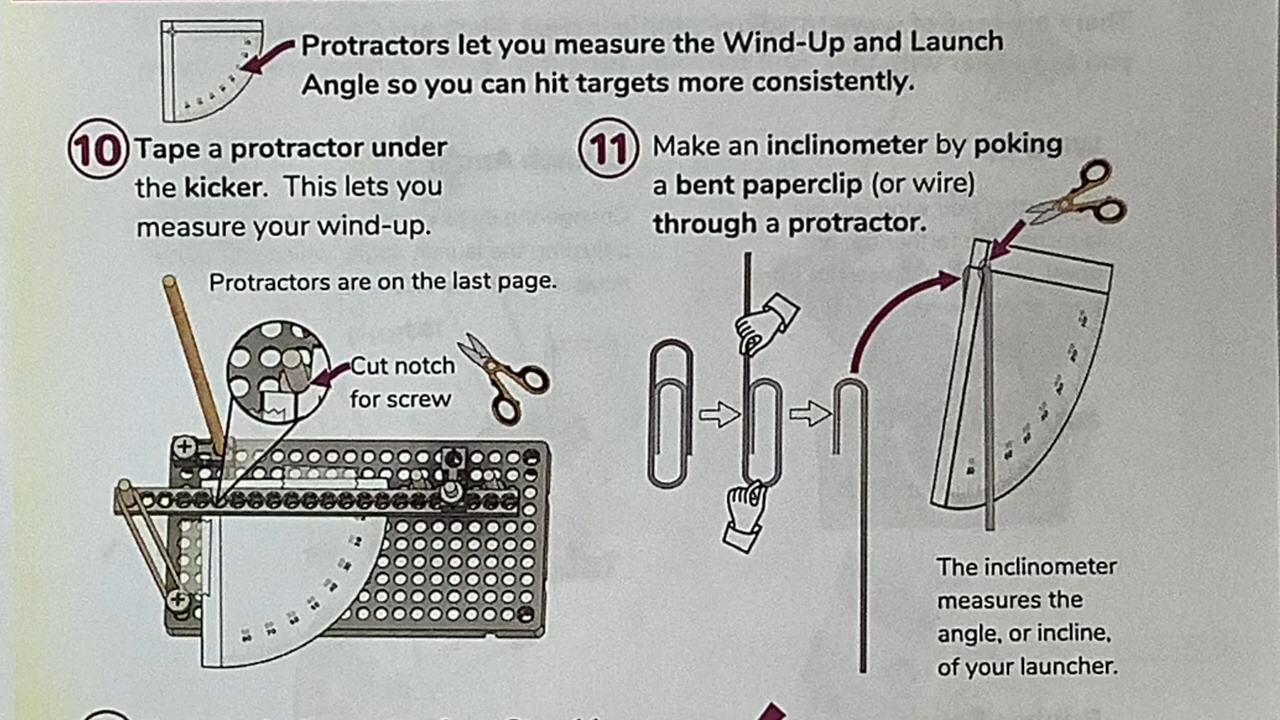 Protractors let you measure the Wind-Up and Launch
Angle so you can hit targets more consistently.
10 Tape a protractor under
the kicker. This lets you
measure your wind-up.
Protractors are on the last page.
Cut notch
for screw
11 Make an inclinometer by poking
a bent paperclip (or wire)
through a protractor.
The inclinometer
measures the
angle, or incline,
of your launcher.